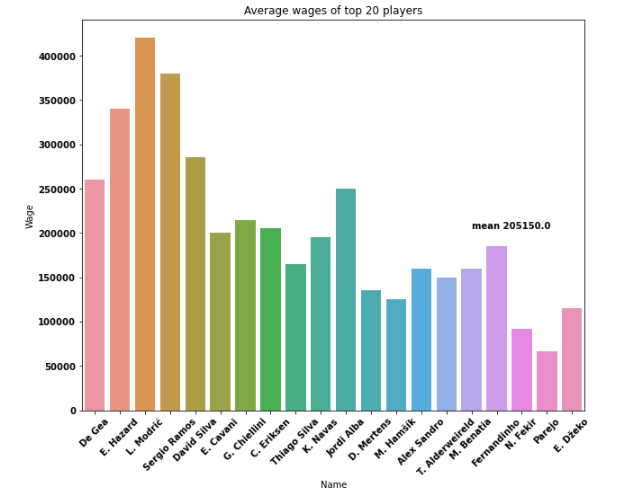 Average wages of top 20 players
400000
350000
300000
250000
200000
150000
100000
50000
0
Wage
mean 205150.0
De Gea
E. Hazard
L. Modrić
Sergio Ramos
David Silva
E. Cavani
G. Chiellini
C. Eriksen
Thiago Silva
K. Navas
Jordi Alba
D. Mertens
M. Hamšík
Alex Sandro
T. Alderweireld
M. Benatia
Fernandinho
N. Fekir
Parejo
E. Džeko
Name